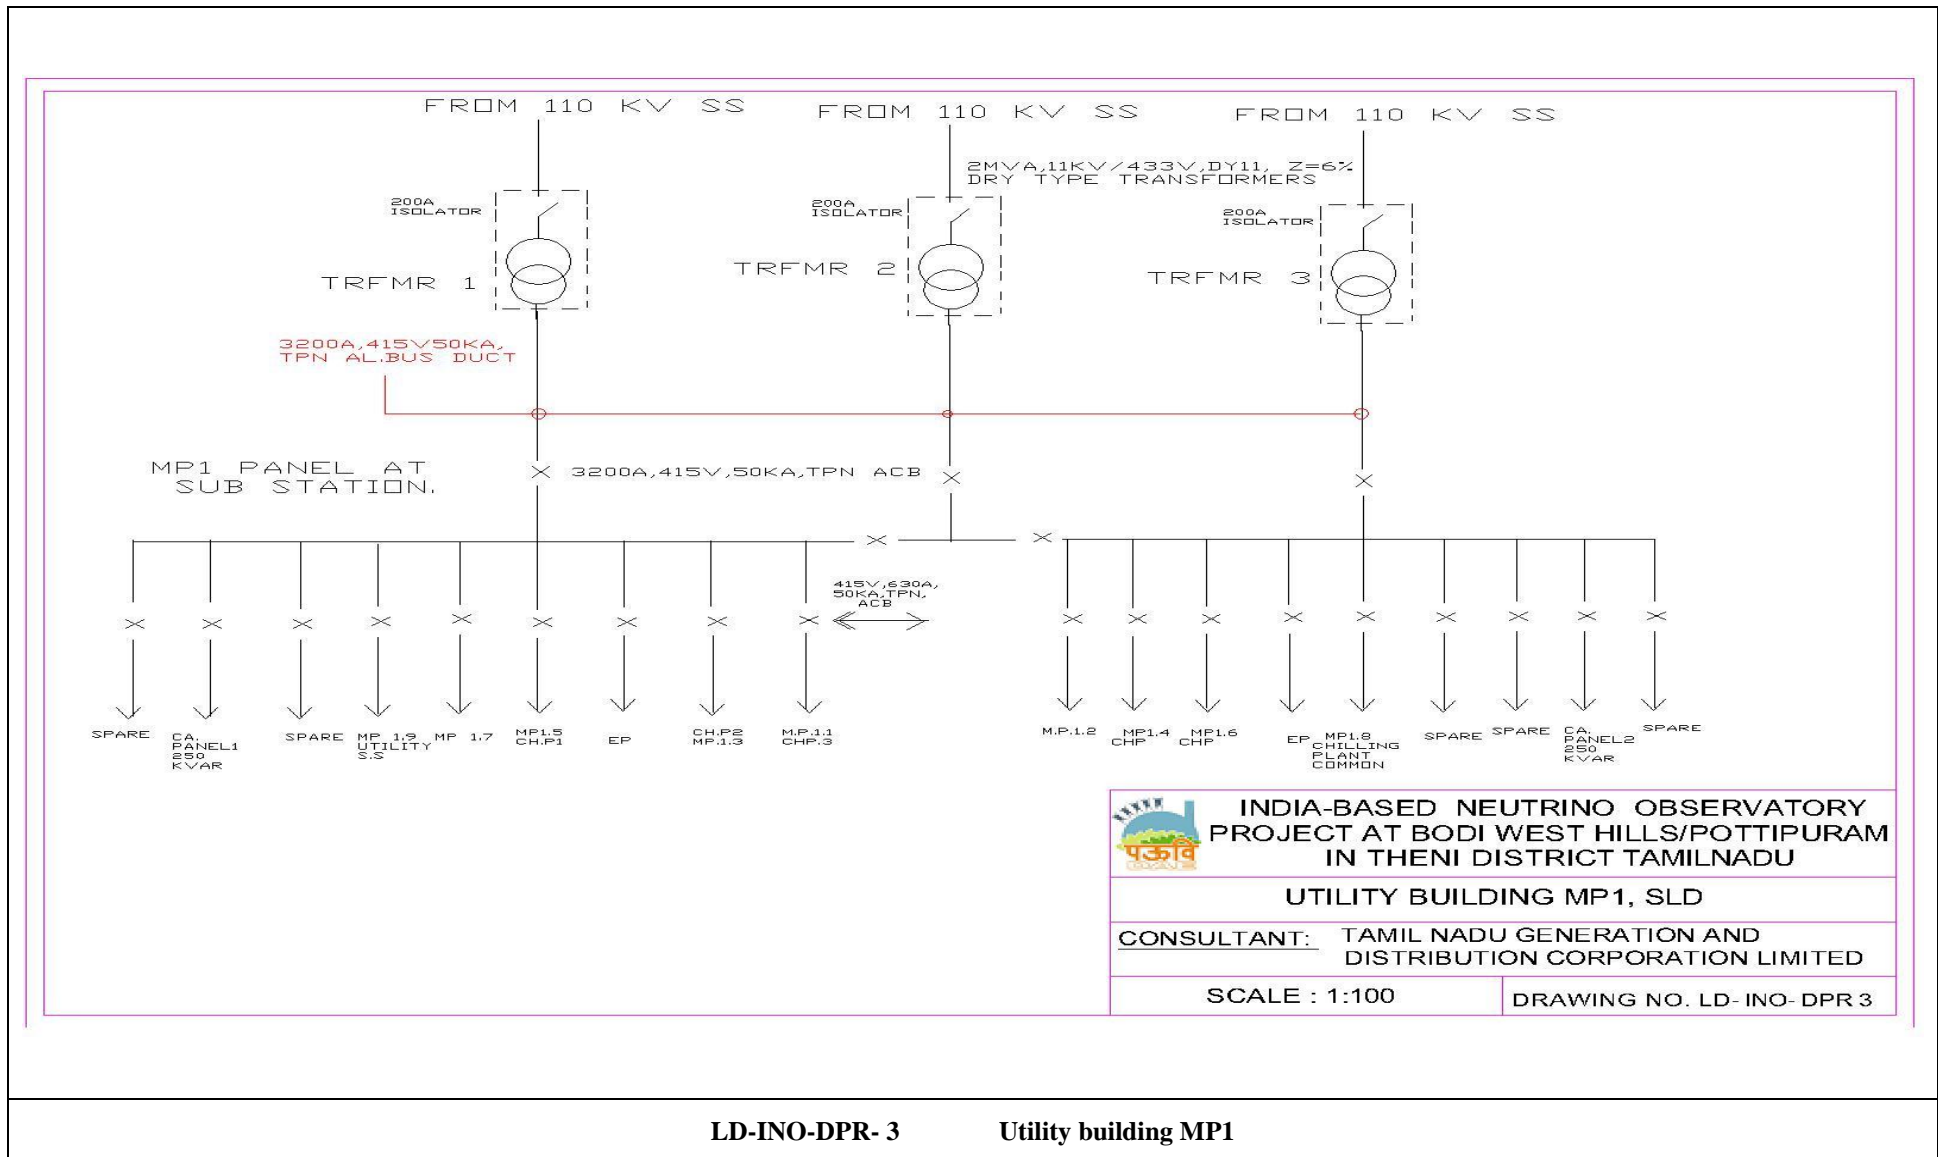 FROM 110 KV SS
FROM 110 KV SS
FROM 110 KV SS
2MVA,11KV/433V,DY11, Z=6%
DRY TYPE TRANSFORMERS
200A
ISOLATOR
200A
ISOLATOR
200A
ISOLATOR
TRFMR 1
TRFMR 2
TRFMR 3
3200A,415V50KA,
TPN AL.BUS DUCT
MP1 PANEL AT
SUB STATION.
3200A,415V,50KA,TPN ACB
415V,630A,
50KA,TPN,
ACB
SPARE
CA.
PANEL1
250
KVAR
SPARE
MP 1.9
UTILITY
S.S
MP 1.7
MP1.5
CH.P1
EP
CH.P2
MP.1.3
M.P.1.1
CHP.3
M.P.1.2
MP1.4
CHP
MP1.6
CHP
EP
MP1.8
CHILLING
PLANT
COMMON
SPARE
SPARE
CA.
PANEL2
250
KVAR
SPARE
पऊवि
DAE
INDIA-BASED NEUTRINO OBSERVATORY
PROJECT AT BODI WEST HILLS/POTTIPURAM
IN THENI DISTRICT TAMILNADU
UTILITY BUILDING MP1, SLD
CONSULTANT: TAMIL NADU GENERATION AND
DISTRIBUTION CORPORATION LIMITED
SCALE : 1:100
DRAWING NO. LD- INO- DPR 3
LD-INO-DPR- 3 Utility building MP1